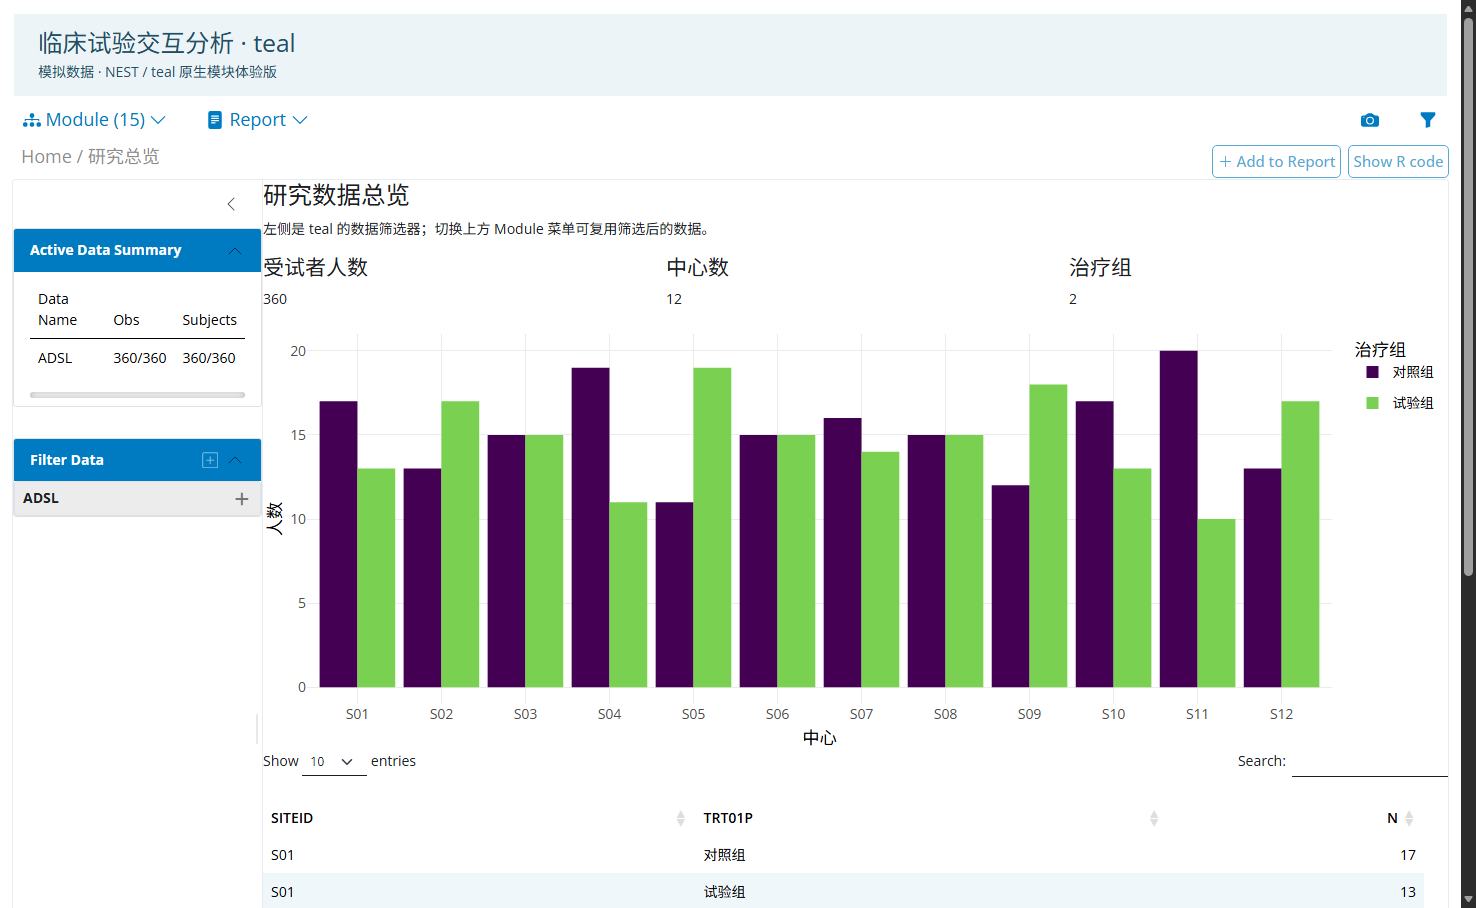 临床试验交互分析 · teal
模拟数据 · NEST / teal 原生模块体验版
Module (15)
Report
Home / 研究总览
+ Add to Report
Show R code
Active Data Summary
Data Name Obs Subjects
ADSL 360/360 360/360
Filter Data
ADSL
研究数据总览
左侧是 teal 的数据筛选器；切换上方 Module 菜单可复用筛选后的数据。
受试者人数 中心数 治疗组
360 12 2
治疗组
对照组
试验组
人数
20
15
10
5
0
S01 S02 S03 S04 S05 S06 S07 S08 S09 S10 S11 S12
中心
Show 10 entries
Search:
SITEID TRT01P N
S01 对照组 17
S01 试验组 13